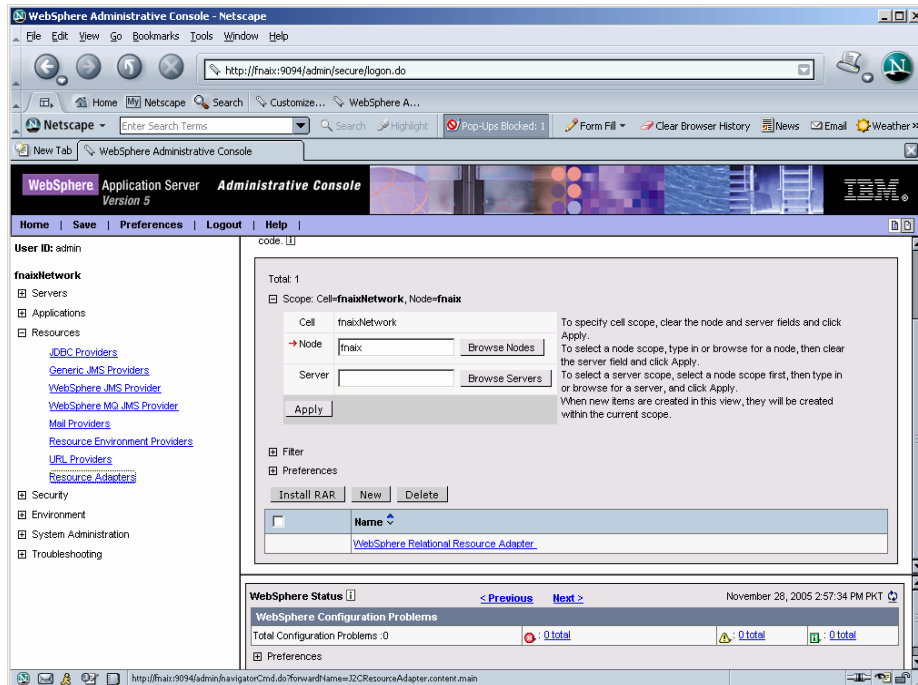 WebSphere Administrative Console - Netscape
File Edit View Go Bookmarks Tools Window Help
http://fnaix:9094/admin/secure/logon.do
Home My Netscape Search Customize... WebSphere A...
Netscape Enter Search Terms Search Highlight Pop-Ups Blocked: 1 Form Fill Clear Browser History News Email Weather
New Tab WebSphere Administrative Console
WebSphere Application Server Administrative Console
Version 5
IBM
Home | Save | Preferences | Logout | Help |
User ID: admin
fnaixNetwork
Servers
Applications
Resources
JDBC Providers
Generic JMS Providers
WebSphere JMS Provider
WebSphere MQ JMS Provider
Mail Providers
Resource Environment Providers
URL Providers
Resource Adapters
Security
Environment
System Administration
Troubleshooting
code.
Total: 1
Scope: Cell=fnaixNetwork, Node=fnaix
Cell fnaixNetwork
Node fnaix Browse Nodes
Server Browse Servers
Apply
To specify cell scope, clear the node and server fields and click
Apply.
To select a node scope, type in or browse for a node, then clear
the server field and click Apply.
To select a server scope, select a node scope first, then type in
or browse for a server, and click Apply.
When new items are created in this view, they will be created
within the current scope.
Filter
Preferences
Install RAR New Delete
Name
WebSphere Relational Resource Adapter
WebSphere Status < Previous Next > November 28, 2005 2:57:34 PM PKT
WebSphere Configuration Problems
Total Configuration Problems :0 : 0 total : 0 total : 0 total
Preferences
http://fnaix:9094/admin/navigatorCmd.do?forwardName=J2CResourceAdapter.content.main